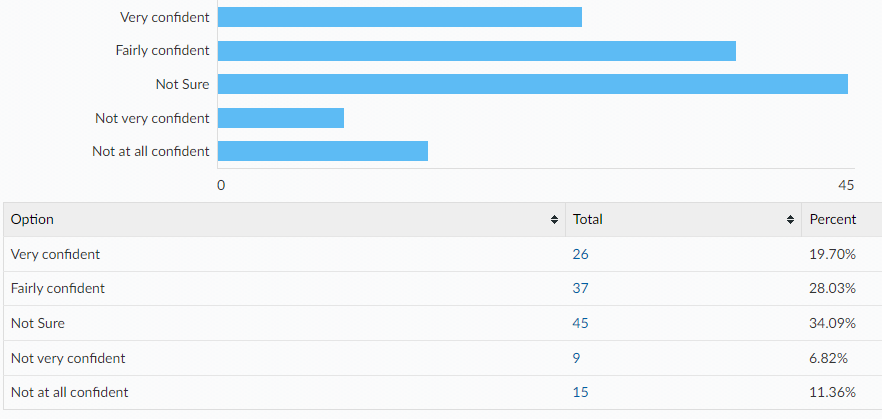 Very confident
Fairly confident
Not Sure
Not very confident
Not at all confident
0 45
Option Total Percent
Very confident 26 19.70%
Fairly confident 37 28.03%
Not Sure 45 34.09%
Not very confident 9 6.82%
Not at all confident 15 11.36%